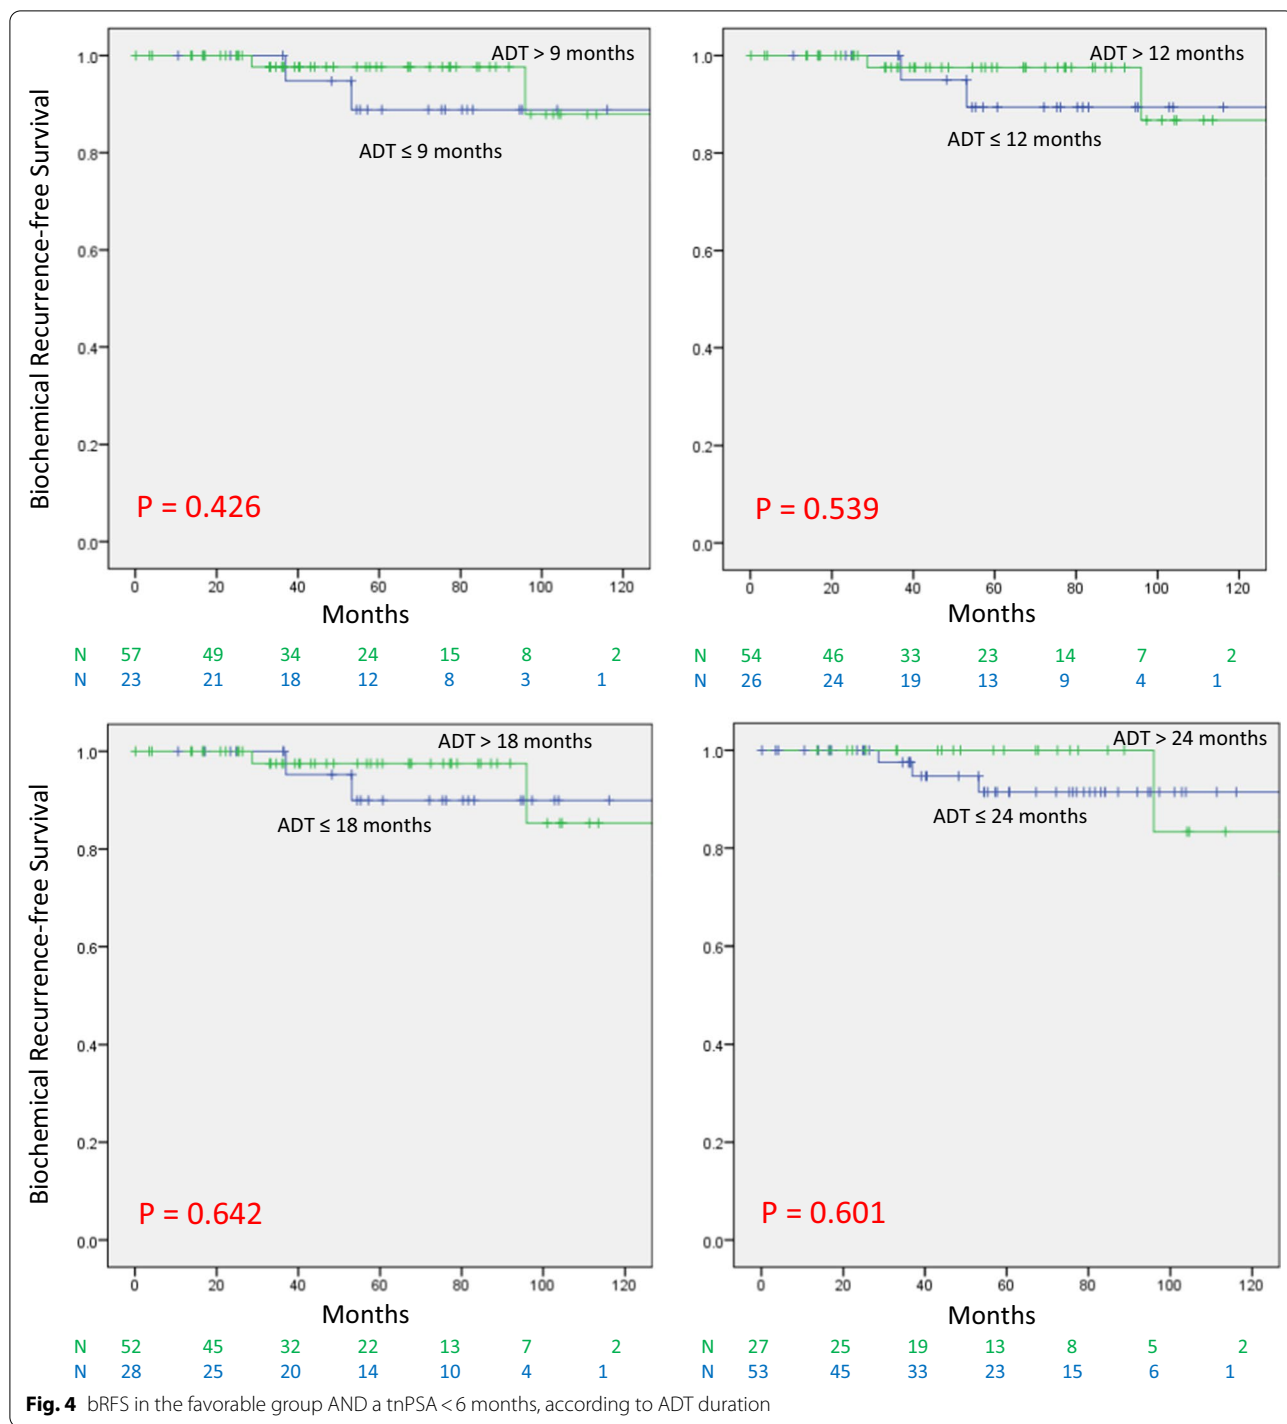 Biochemical Recurrence-free Survival
1.0
0.8
0.6
0.4
0.2
0.0
ADT > 9 months
ADT ≤ 9 months
P = 0.426
0 20 40 60 80 100 120
Months
N 57 49 34 24 15 8 2
N 23 21 18 12 8 3 1
1.0
0.8
0.6
0.4
0.2
0.0
ADT > 12 months
ADT ≤ 12 months
P = 0.539
0 20 40 60 80 100 120
Months
N 54 46 33 23 14 7 2
N 26 24 19 13 9 4 1
Biochemical Recurrence-free Survival
1.0
0.8
0.6
0.4
0.2
0.0
ADT > 18 months
ADT ≤ 18 months
P = 0.642
0 20 40 60 80 100 120
Months
N 52 45 32 22 13 7 2
N 28 25 20 14 10 4 1
1.0
0.8
0.6
0.4
0.2
0.0
ADT > 24 months
ADT ≤ 24 months
P = 0.601
0 20 40 60 80 100 120
Months
N 27 25 19 13 8 5 2
N 53 45 33 23 15 6 1
Fig. 4 bRFS in the favorable group AND a tnPSA < 6 months, according to ADT duration